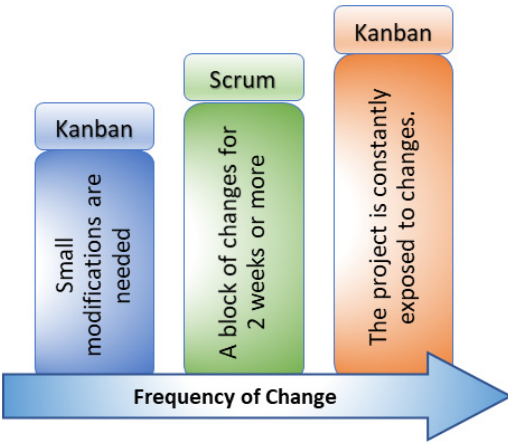 Kanban
Small
modifications are
needed
Scrum
A block of changes for
2 weeks or more
Kanban
The project is constantly
exposed to changes.
Frequency of Change